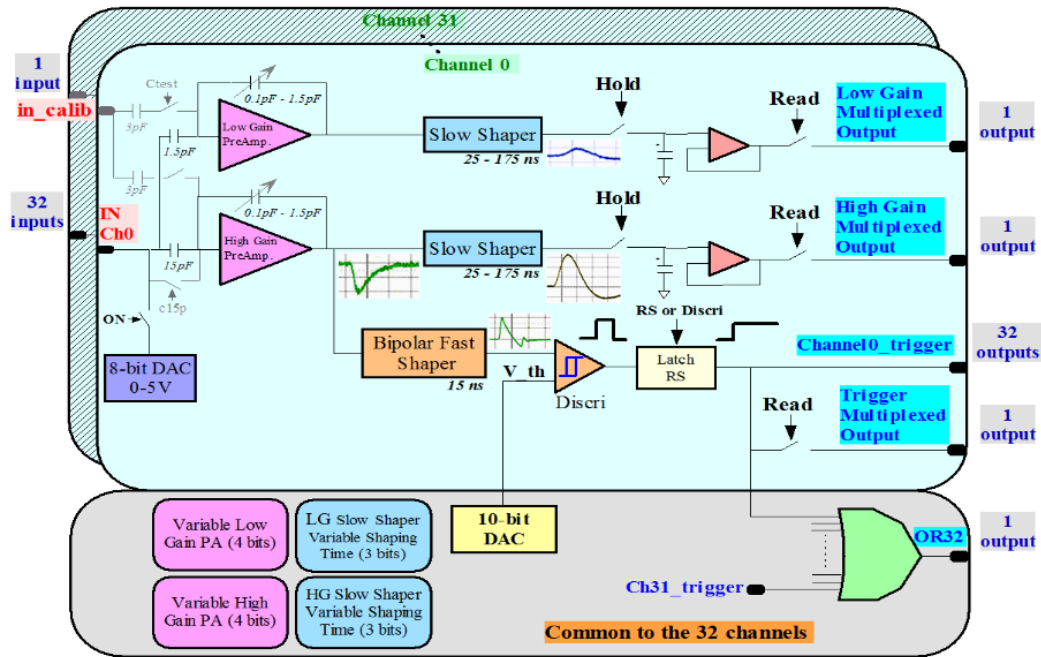 Channel 31
Channel 0
1
input
in_calib
Ctest
3pF
1.5pF
3pF
0.1pF - 1.5pF
Low Gain
PreAmp.
Slow Shaper
25 - 175 ns
Hold
Read
Low Gain
Multiplexed
Output
1
output
32
inputs
IN
Ch0
15pF
c15p
0.1pF - 1.5pF
High Gain
PreAmp.
Slow Shaper
25 - 175 ns
Hold
Read
High Gain
Multiplexed
Output
1
output
ON
8-bit DAC
0-5V
Bipolar Fast
Shaper
15 ns
V_th
Discri
RS or Discri
Latch
RS
Channel0_trigger
32
outputs
Read
Trigger
Multiplexed
Output
1
output
Variable Low
Gain PA (4 bits)
LG Slow Shaper
Variable Shaping
Time (3 bits)
10-bit
DAC
OR32
1
output
Variable High
Gain PA (4 bits)
HG Slow Shaper
Variable Shaping
Time (3 bits)
Ch31_trigger
Common to the 32 channels